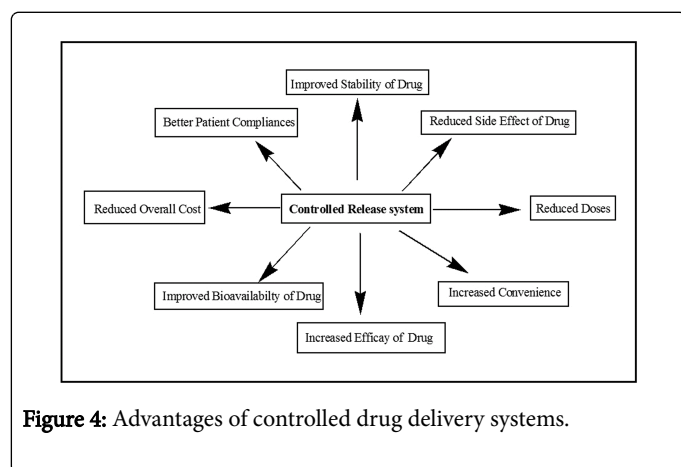 Improved Stability of Drug
Better Patient Compliances
Reduced Side Effect of Drug
Reduced Overall Cost
Controlled Release system
Reduced Doses
Improved Bioavailabilty of Drug
Increased Convenience
Increased Efficay of Drug
Figure 4: Advantages of controlled drug delivery systems.